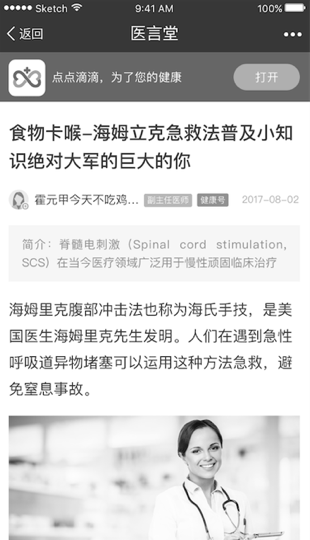 Sketch 9:41 AM 100%
返回 医言堂
点点滴滴，为了您的健康 打开
食物卡喉-海姆立克急救法普及小知
识绝对大军的巨大的你
霍元甲今天不吃鸡... 副主任医师 健康号 2017-08-02
简介：脊髓电刺激（Spinal cord stimulation,
SCS）在当今医疗领域广泛用于慢性顽固临床治疗
海姆里克腹部冲击法也称为海氏手技，是美
国医生海姆里克先生发明。人们在遇到急性
呼吸道异物堵塞可以运用这种方法急救，避
免窒息事故。